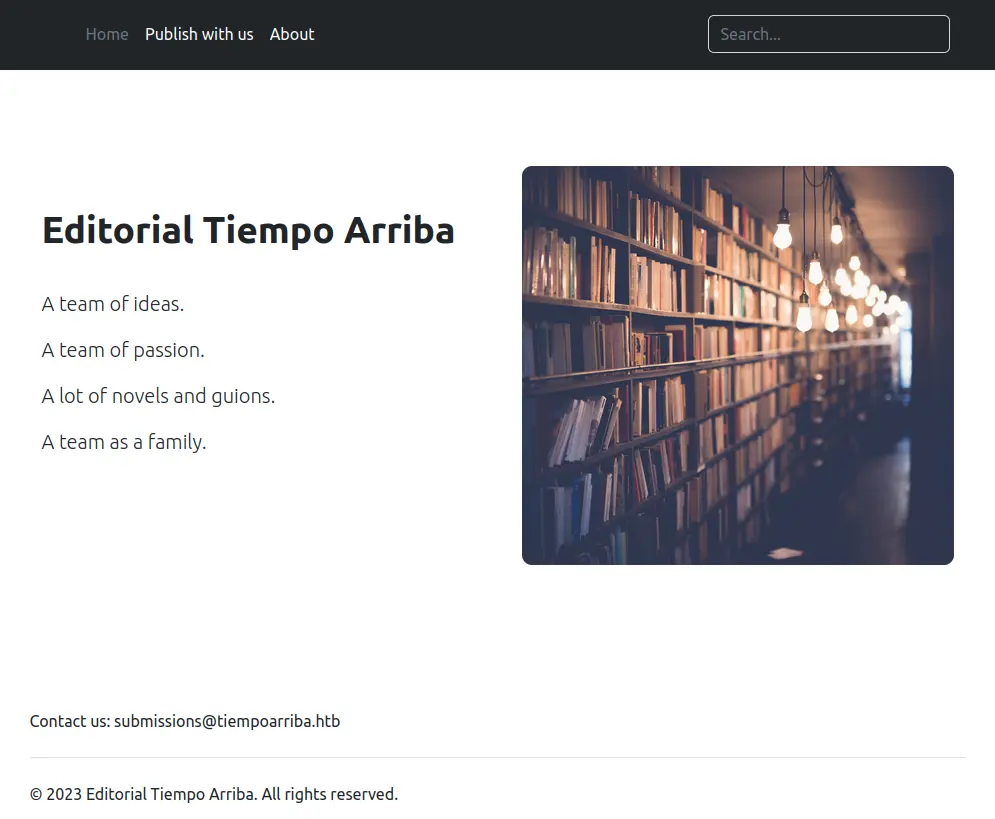 Home Publish with us About Search...
Editorial Tiempo Arriba
A team of ideas.
A team of passion.
A lot of novels and guions.
A team as a family.
Contact us: submissions@tiempoarriba.htb
© 2023 Editorial Tiempo Arriba. All rights reserved.